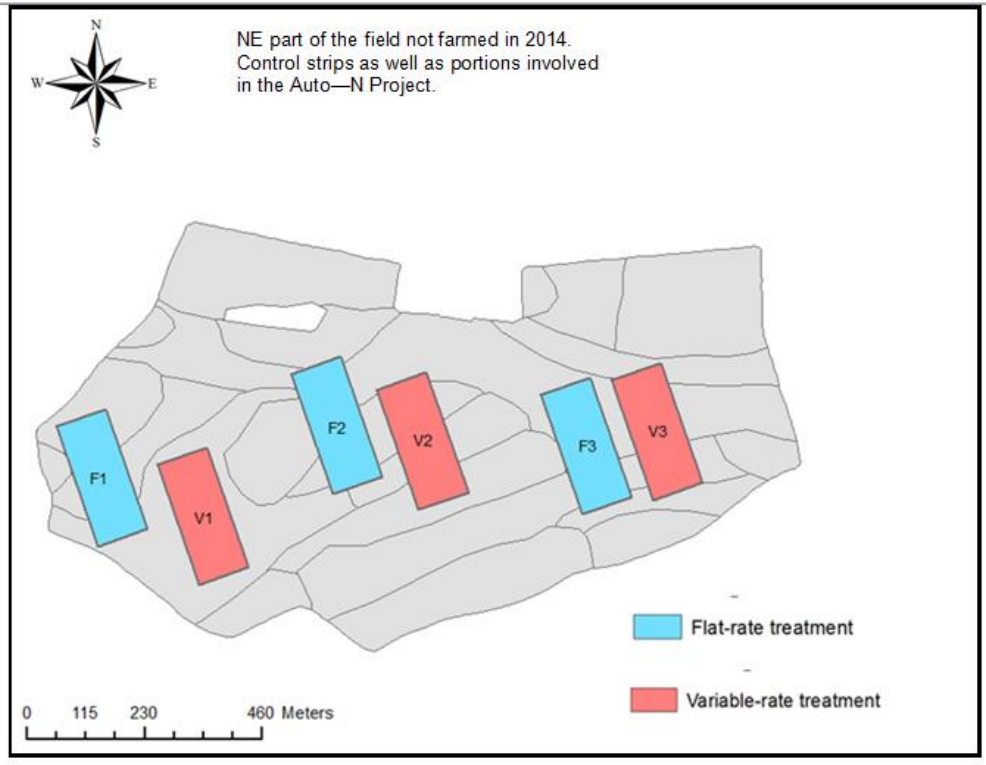 N
NE part of the field not farmed in 2014.
Control strips as well as portions involved
W E
in the Auto—N Project.
S
F2
V2
V3
F3
F1
V1
Flat-rate treatment
Variable-rate treatment
0 115 230 460 Meters